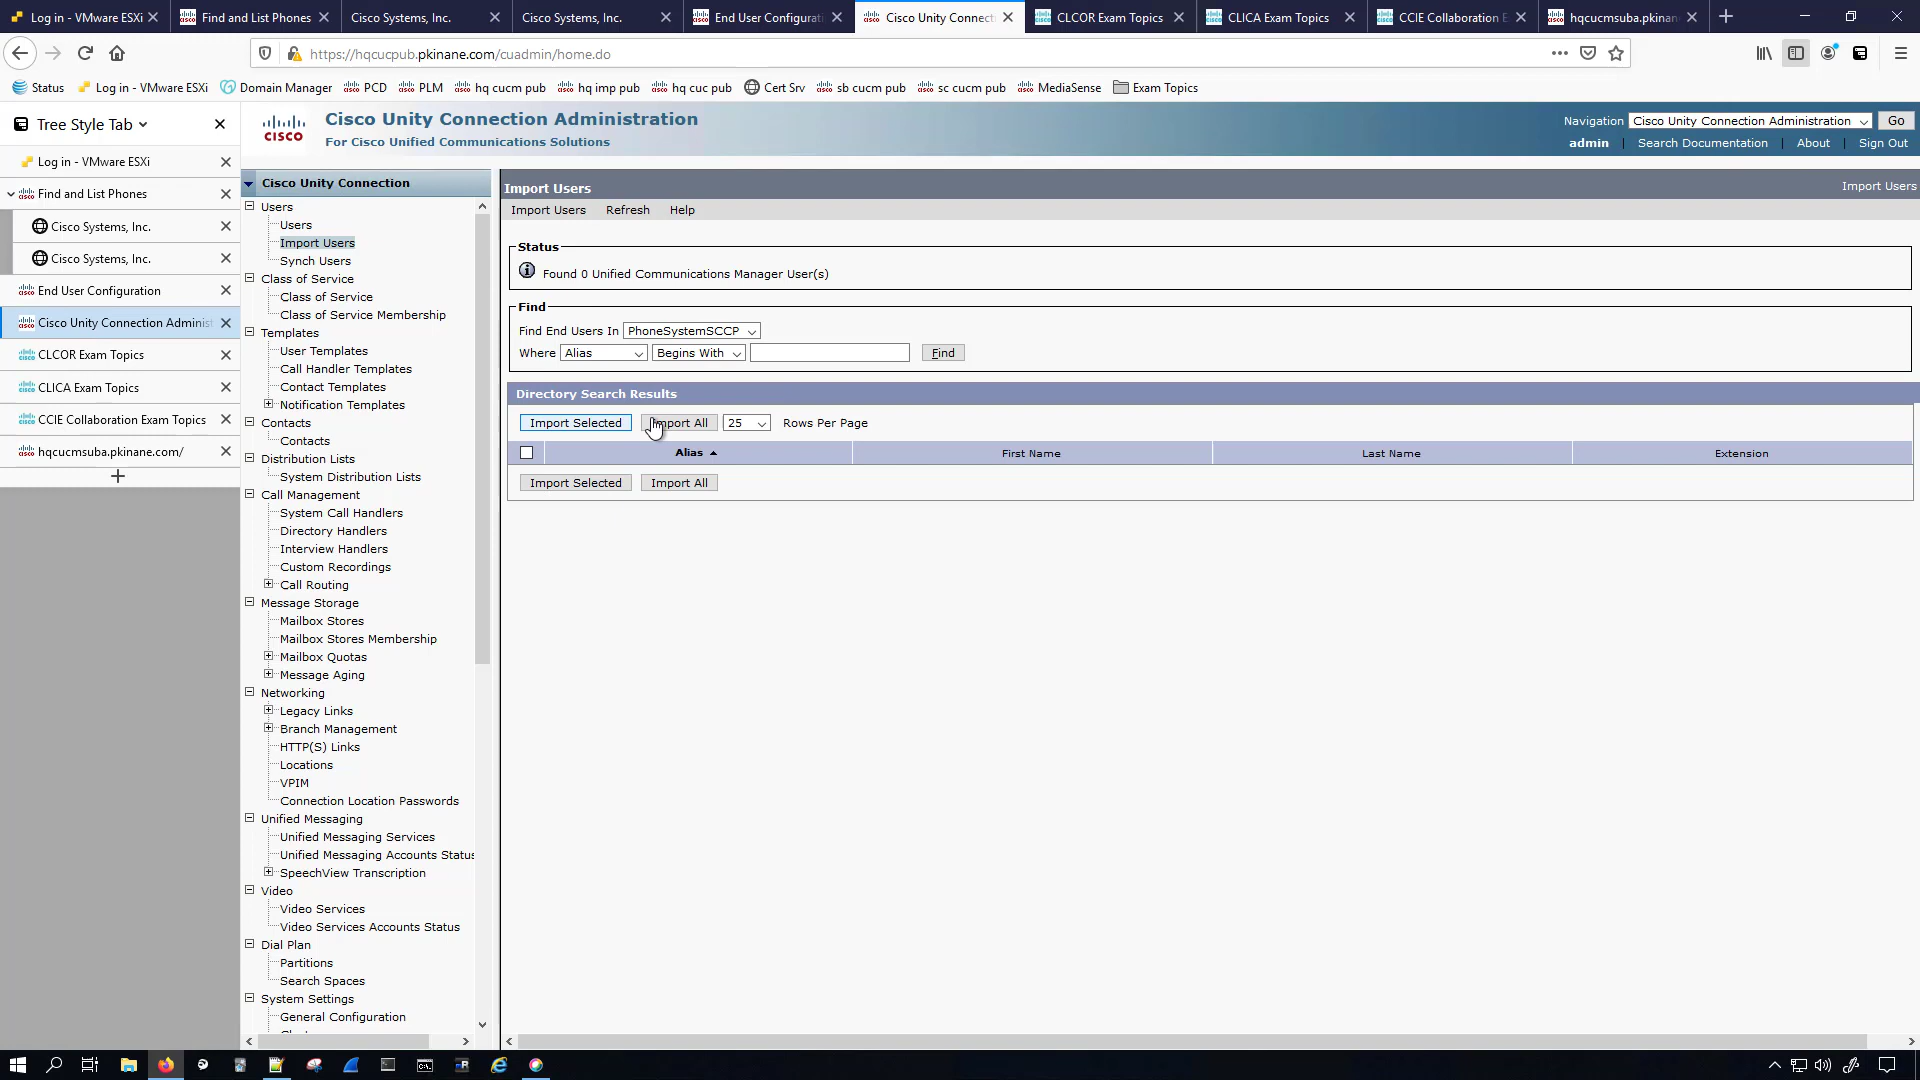 Log in - VMware ESXi
Find and List Phones
Cisco Systems, Inc.
Cisco Systems, Inc.
End User Configurati
Cisco Unity Connecti
CLCOR Exam Topics
CLICA Exam Topics
CCIE Collaboration E
hqcucmsuba.pkinane.
https://hqcucpub.pkinane.com/cuadmin/home.do
Status
Log in - VMware ESXi
Domain Manager
PCD
PLM
hq cucm pub
hq imp pub
hq cuc pub
Cert Srv
sb cucm pub
sc cucm pub
MediaSense
Exam Topics
Tree Style Tab
Log in - VMware ESXi
Find and List Phones
Cisco Systems, Inc.
Cisco Systems, Inc.
End User Configuration
Cisco Unity Connection Adminis
CLCOR Exam Topics
CLICA Exam Topics
CCIE Collaboration Exam Topics
hqcucmsuba.pkinane.com/
CISCO
Cisco Unity Connection Administration
For Cisco Unified Communications Solutions
Navigation Cisco Unity Connection Administration Go
admin | Search Documentation | About | Sign Out
Cisco Unity Connection
Users
Users
Import Users
Synch Users
Class of Service
Class of Service
Class of Service Membership
Templates
User Templates
Call Handler Templates
Contact Templates
Notification Templates
Contacts
Contacts
Distribution Lists
System Distribution Lists
Call Management
System Call Handlers
Directory Handlers
Interview Handlers
Custom Recordings
Call Routing
Message Storage
Mailbox Stores
Mailbox Stores Membership
Mailbox Quotas
Message Aging
Networking
Legacy Links
Branch Management
HTTP(S) Links
Locations
VPIM
Connection Location Passwords
Unified Messaging
Unified Messaging Services
Unified Messaging Accounts Status
SpeechView Transcription
Video
Video Services
Video Services Accounts Status
Dial Plan
Partitions
Search Spaces
System Settings
General Configuration
Import Users
Import Users
Import Users Refresh Help
Status
Found 0 Unified Communications Manager User(s)
Find
Find End Users In PhoneSystemSCCP
Where Alias Begins With Find
Directory Search Results
Import Selected Import All 25 Rows Per Page
Alias First Name Last Name Extension
Import Selected Import All